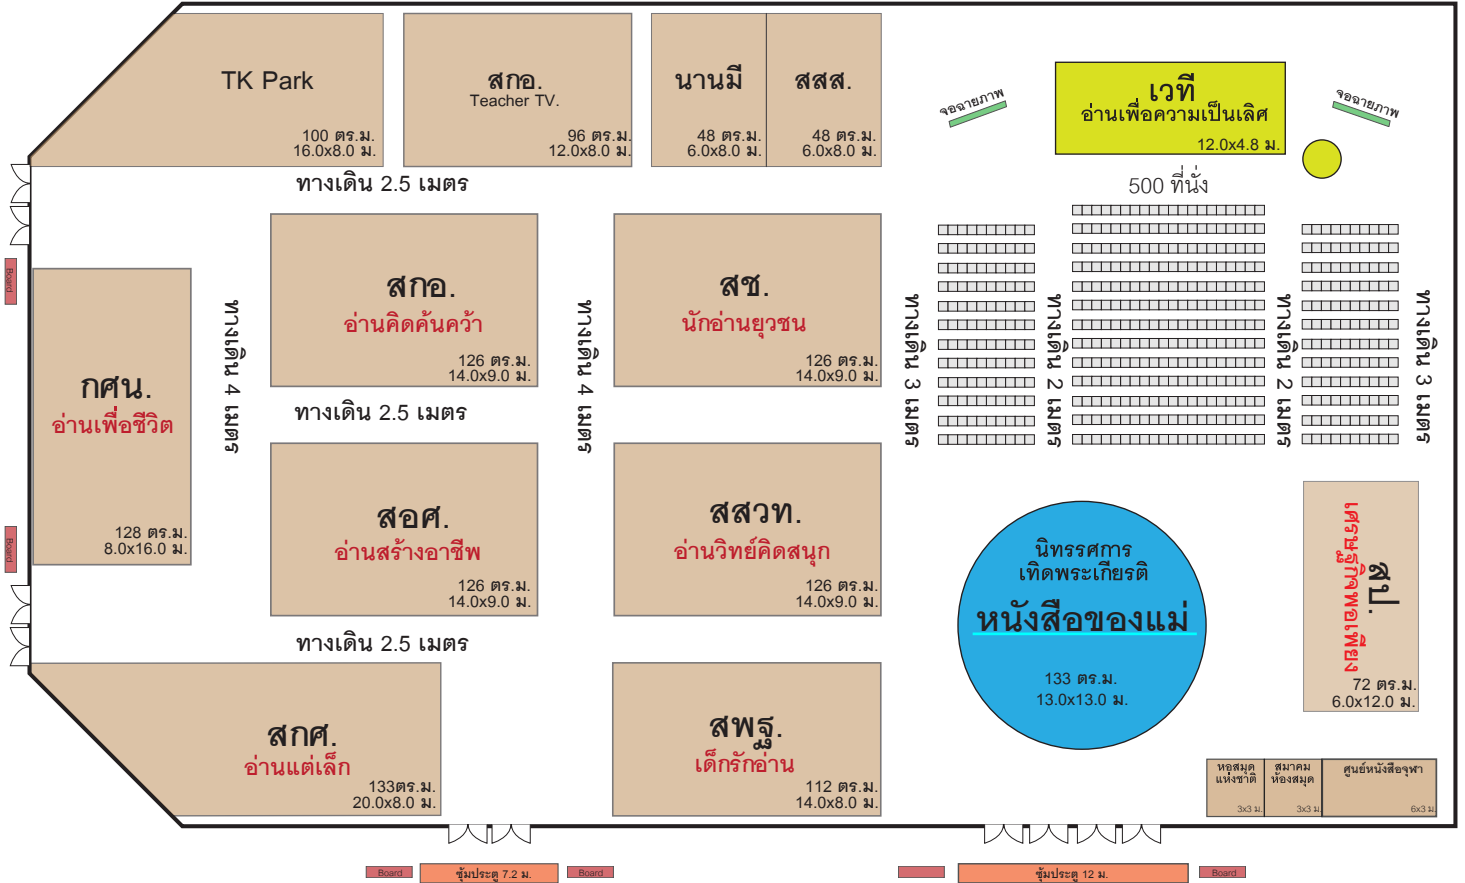 TK Park
100 ตร.ม.
16.0x8.0 ม.
สกอ.
Teacher TV.
96 ตร.ม.
12.0x8.0 ม.
นานมี
48 ตร.ม.
6.0x8.0 ม.
สสส.
48 ตร.ม.
6.0x8.0 ม.
จอฉายภาพ
เวที
อ่านเพื่อความเป็นเลิศ
12.0x4.8 ม.
จอฉายภาพ
500 ที่นั่ง
ทางเดิน 2.5 เมตร
Board
กศน.
อ่านเพื่อชีวิต
128 ตร.ม.
8.0x16.0 ม.
Board
ทางเดิน 4 เมตร
สกอ.
อ่านคิดค้นคว้า
126 ตร.ม.
14.0x9.0 ม.
ทางเดิน 4 เมตร
สช.
นักอ่านยุวชน
126 ตร.ม.
14.0x9.0 ม.
ทางเดิน 3 เมตร
ทางเดิน 2 เมตร
ทางเดิน 2 เมตร
ทางเดิน 3 เมตร
ทางเดิน 2.5 เมตร
สอศ.
อ่านสร้างอาชีพ
126 ตร.ม.
14.0x9.0 ม.
สสวท.
อ่านวิทย์คิดสนุก
126 ตร.ม.
14.0x9.0 ม.
นิทรรศการ
เทิดพระเกียรติ
หนังสือของแม่
133 ตร.ม.
13.0x13.0 ม.
สป.
เศรษฐกิจพอเพียง
72 ตร.ม.
6.0x12.0 ม.
ทางเดิน 2.5 เมตร
สกศ.
อ่านแต่เล็ก
133ตร.ม.
20.0x8.0 ม.
สพฐ.
เด็กรักอ่าน
112 ตร.ม.
14.0x8.0 ม.
หอสมุด
แห่งชาติ
3x3 ม.
สมาคม
ห้องสมุด
3x3 ม.
ศูนย์หนังสือจุฬา
6x3 ม.
Board
ซุ้มประตู 7.2 ม.
Board
ซุ้มประตู 12 ม.
Board